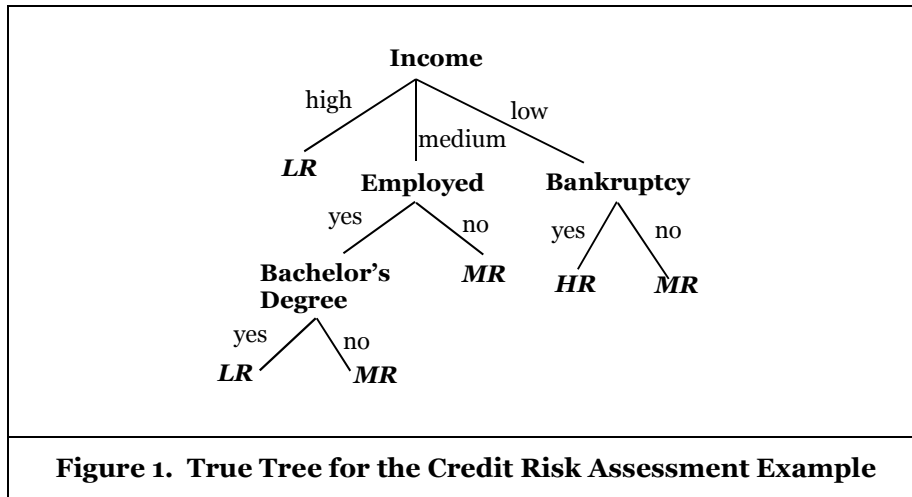 Income
high
low
medium
LR
Employed
Bankruptcy
yes
no
yes
no
Bachelor's
Degree
MR
HR
MR
yes
no
LR
MR
Figure 1. True Tree for the Credit Risk Assessment Example